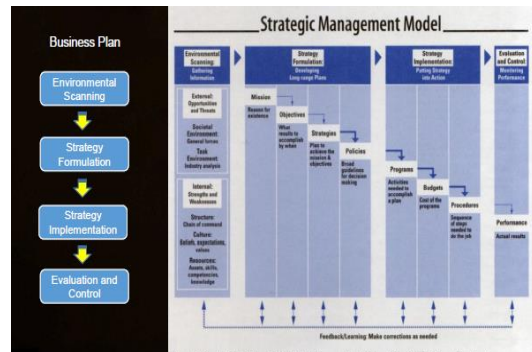 Business Plan
Environmental
Scanning
Strategy
Formulation
Strategy
Implementation
Evaluation and
Control
Strategic Management Model
Environmental
Scanning:
Gathering
Information
Strategy
Formulation:
Developing
Long-range Plans
Strategy
Implementation:
Putting Strategy
into Action
Evaluation
and Control:
Monitoring
Performance
External:
Opportunities
and Threats
Societal
Environment:
General forces
Task
Environment:
Industry analysis
Internal:
Strengths and
Weaknesses
Structure:
Chain of command
Culture:
Beliefs, expectations,
values
Resources:
Assets, skills,
competencies,
knowledge
Mission
Reason for
existence
Objectives
What
results to
accomplish
by when
Strategies
Plan to
achieve the
mission &
objectives
Policies
Broad
guidelines
for decision
making
Programs
Activities
needed to
accomplish
a plan
Budgets
Cost of the
programs
Procedures
Sequence
of steps
needed to
do the job
Performance
Actual results
Feedback/Learning: Make corrections as needed